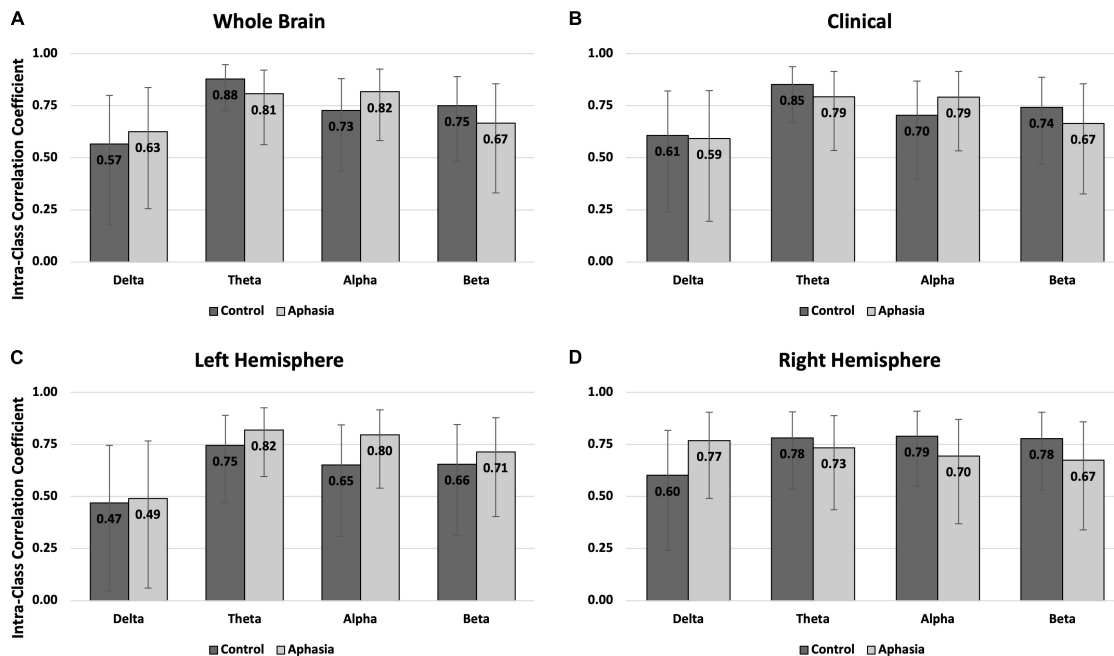 A
Whole Brain
Intra-Class Correlation Coefficient
1.00
0.75
0.50
0.25
0.00
0.57
0.63
0.88
0.81
0.73
0.82
0.75
0.67
Delta
Theta
Alpha
Beta
Control
Aphasia
B
Clinical
1.00
0.75
0.50
0.25
0.00
0.61
0.59
0.85
0.79
0.70
0.79
0.74
0.67
Delta
Theta
Alpha
Beta
Control
Aphasia
C
Left Hemisphere
Intra-Class Correlation Coefficient
1.00
0.75
0.50
0.25
0.00
0.47
0.49
0.75
0.82
0.65
0.80
0.66
0.71
Delta
Theta
Alpha
Beta
Control
Aphasia
D
Right Hemisphere
1.00
0.75
0.50
0.25
0.00
0.60
0.77
0.78
0.73
0.79
0.70
0.78
0.67
Delta
Theta
Alpha
Beta
Control
Aphasia